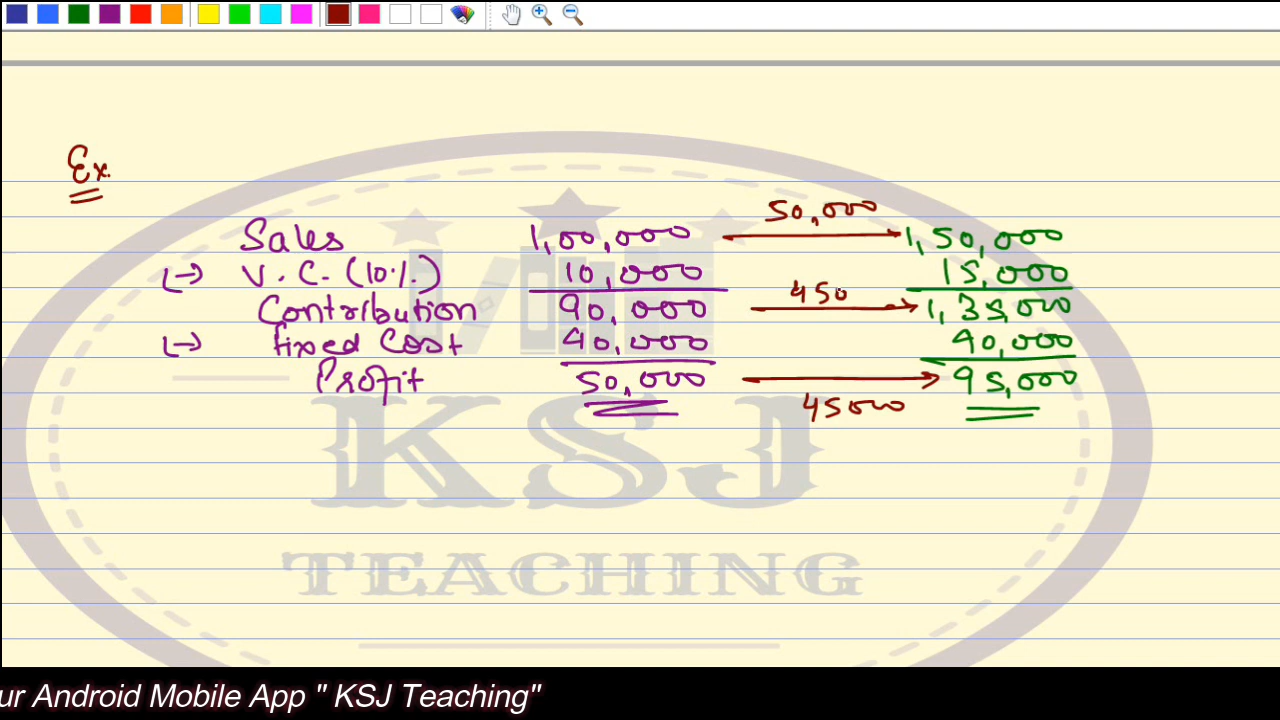 Ex.
50,000
Sales 1,00,000 1,50,000
(-) V.C. (10%) 10,000 15,000
450
Contribution 90,000 1,35,000
(-) Fixed Cost 40,000 40,000
Profit 50,000 95,000
45000
KSJ
TEACHING
ur Android Mobile App " KSJ Teaching"